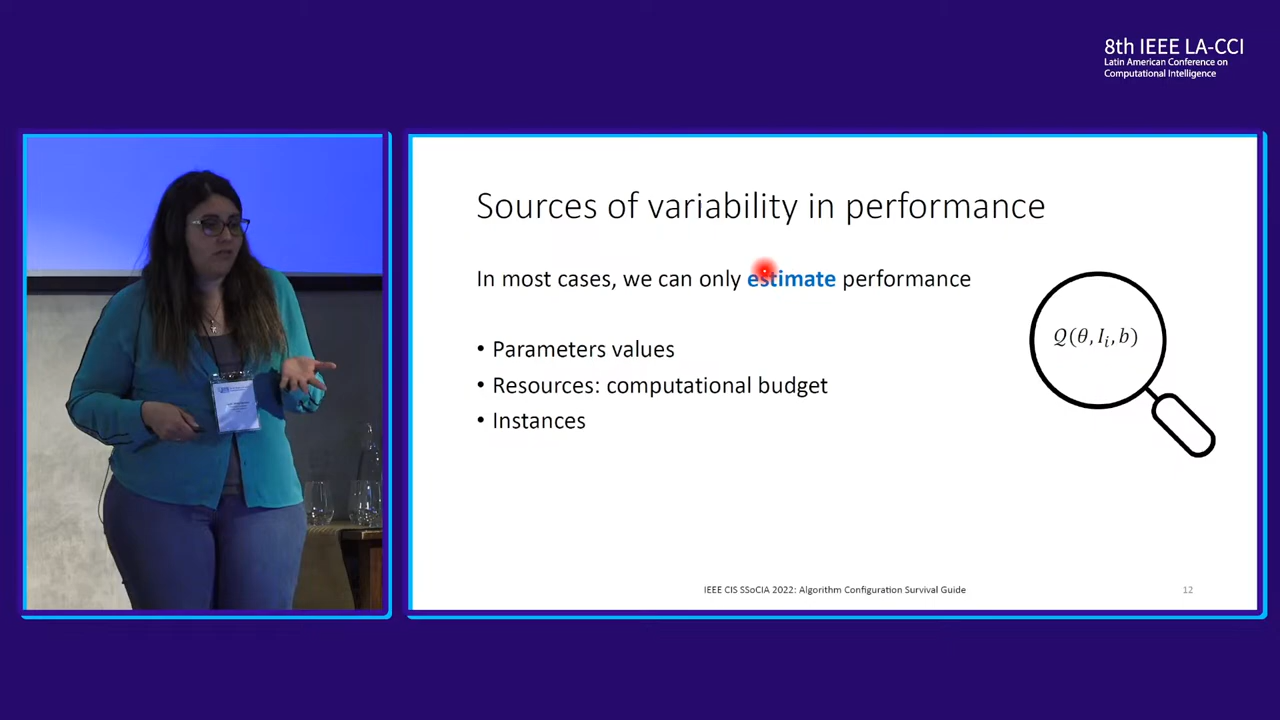 8th IEEE LA-CCI
Latin American Conference on
Computational Intelligence
Sources of variability in performance
In most cases, we can only estimate performance
• Parameters values
• Resources: computational budget
• Instances
𝒬(θ, Iᵢ, b)
IEEE CIS SSoCIA 2022: Algorithm Configuration Survival Guide
12